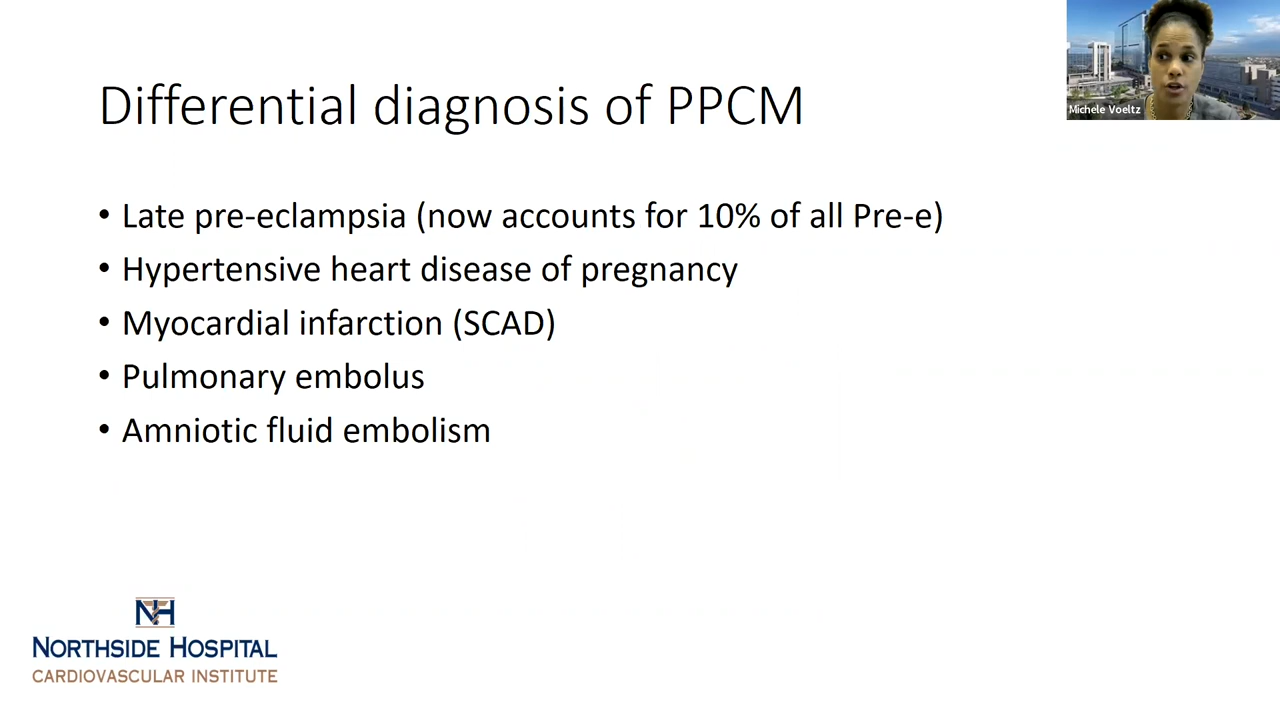 Michele Voeltz
Differential diagnosis of PPCM
• Late pre-eclampsia (now accounts for 10% of all Pre-e)
• Hypertensive heart disease of pregnancy
• Myocardial infarction (SCAD)
• Pulmonary embolus
• Amniotic fluid embolism
NH
NORTHSIDE HOSPITAL
CARDIOVASCULAR INSTITUTE